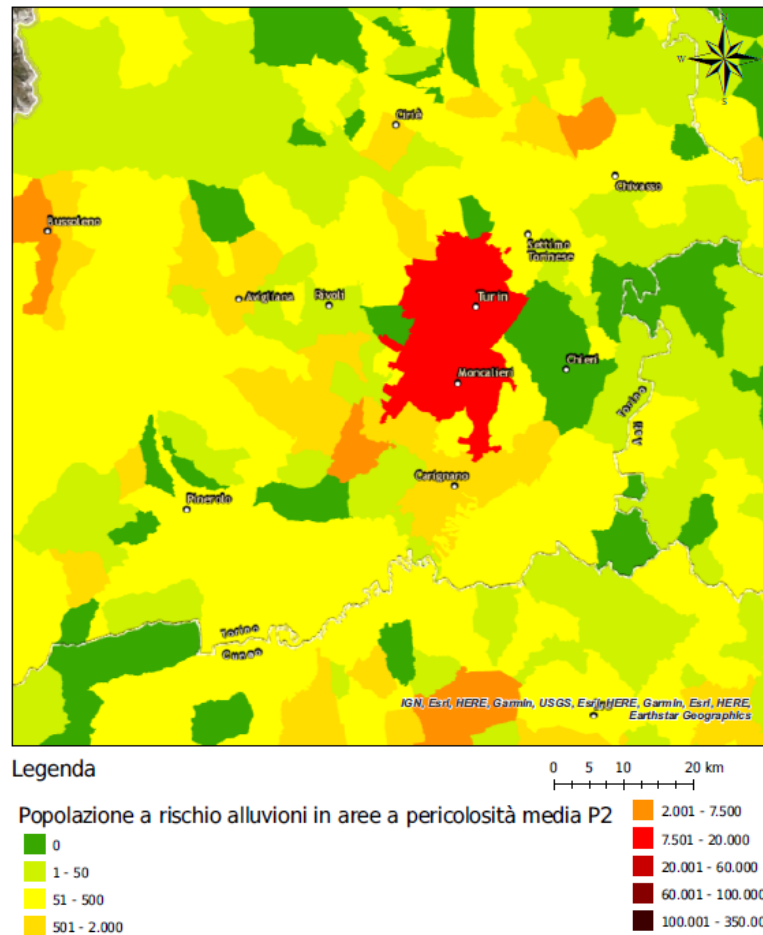 W
S
Ciriè
Chivasso
Bussoleno
Settimo
Torinese
Avigliana
Rivoli
Turin
Chieri
Moncalieri
Torino
Asti
Carignano
Pinerolo
Torino
Cuneo
IGN, Esri, HERE, Garmin, USGS, Esri, HERE, Garmin, Esri, HERE,
Earthstar Geographics
Legenda
0 5 10 20 km
Popolazione a rischio alluvioni in aree a pericolosità media P2
0
1 - 50
51 - 500
501 - 2.000
2.001 - 7.500
7.501 - 20.000
20.001 - 60.000
60.001 - 100.000
100.001 - 350.00